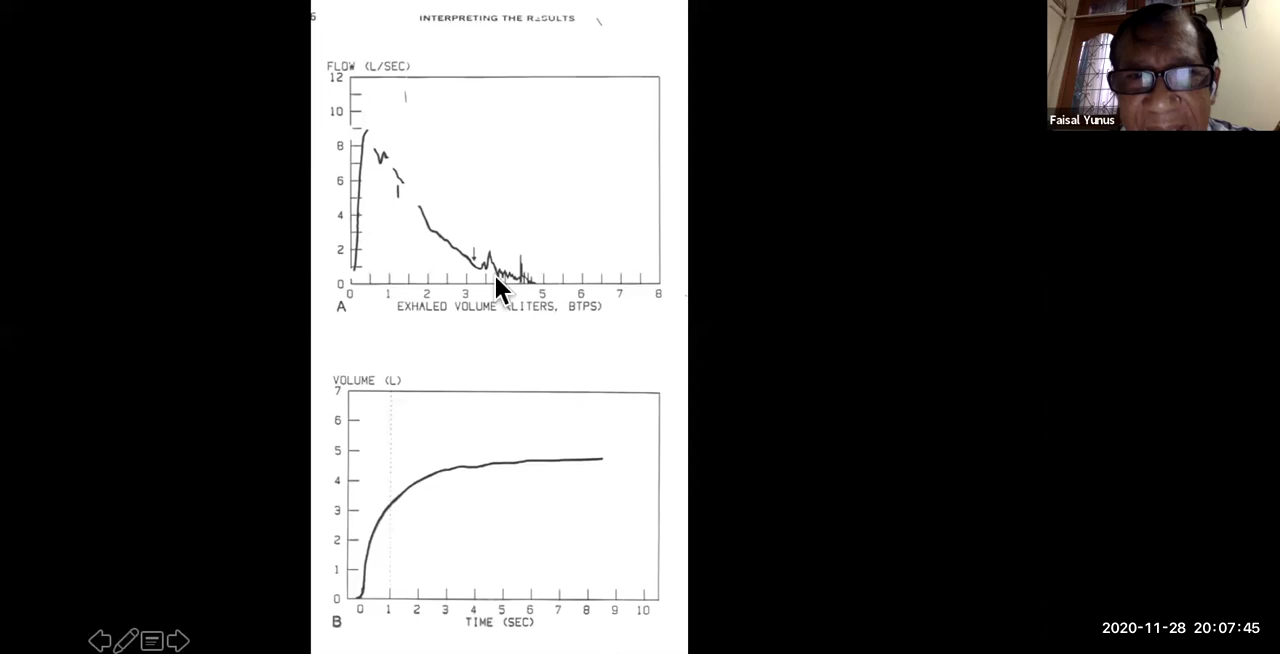 6 INTERPRETING THE RESULTS
FLOW (L/SEC)
12
10
8
6
4
2
0
0 1 2 3 5 6 7 8
A EXHALED VOLUME (LITERS, BTPS)
VOLUME (L)
7
6
5
4
3
2
1
0
0 1 2 3 4 5 6 7 8 9 10
B TIME (SEC)
Faisal Yunus
2020-11-28 20:07:45